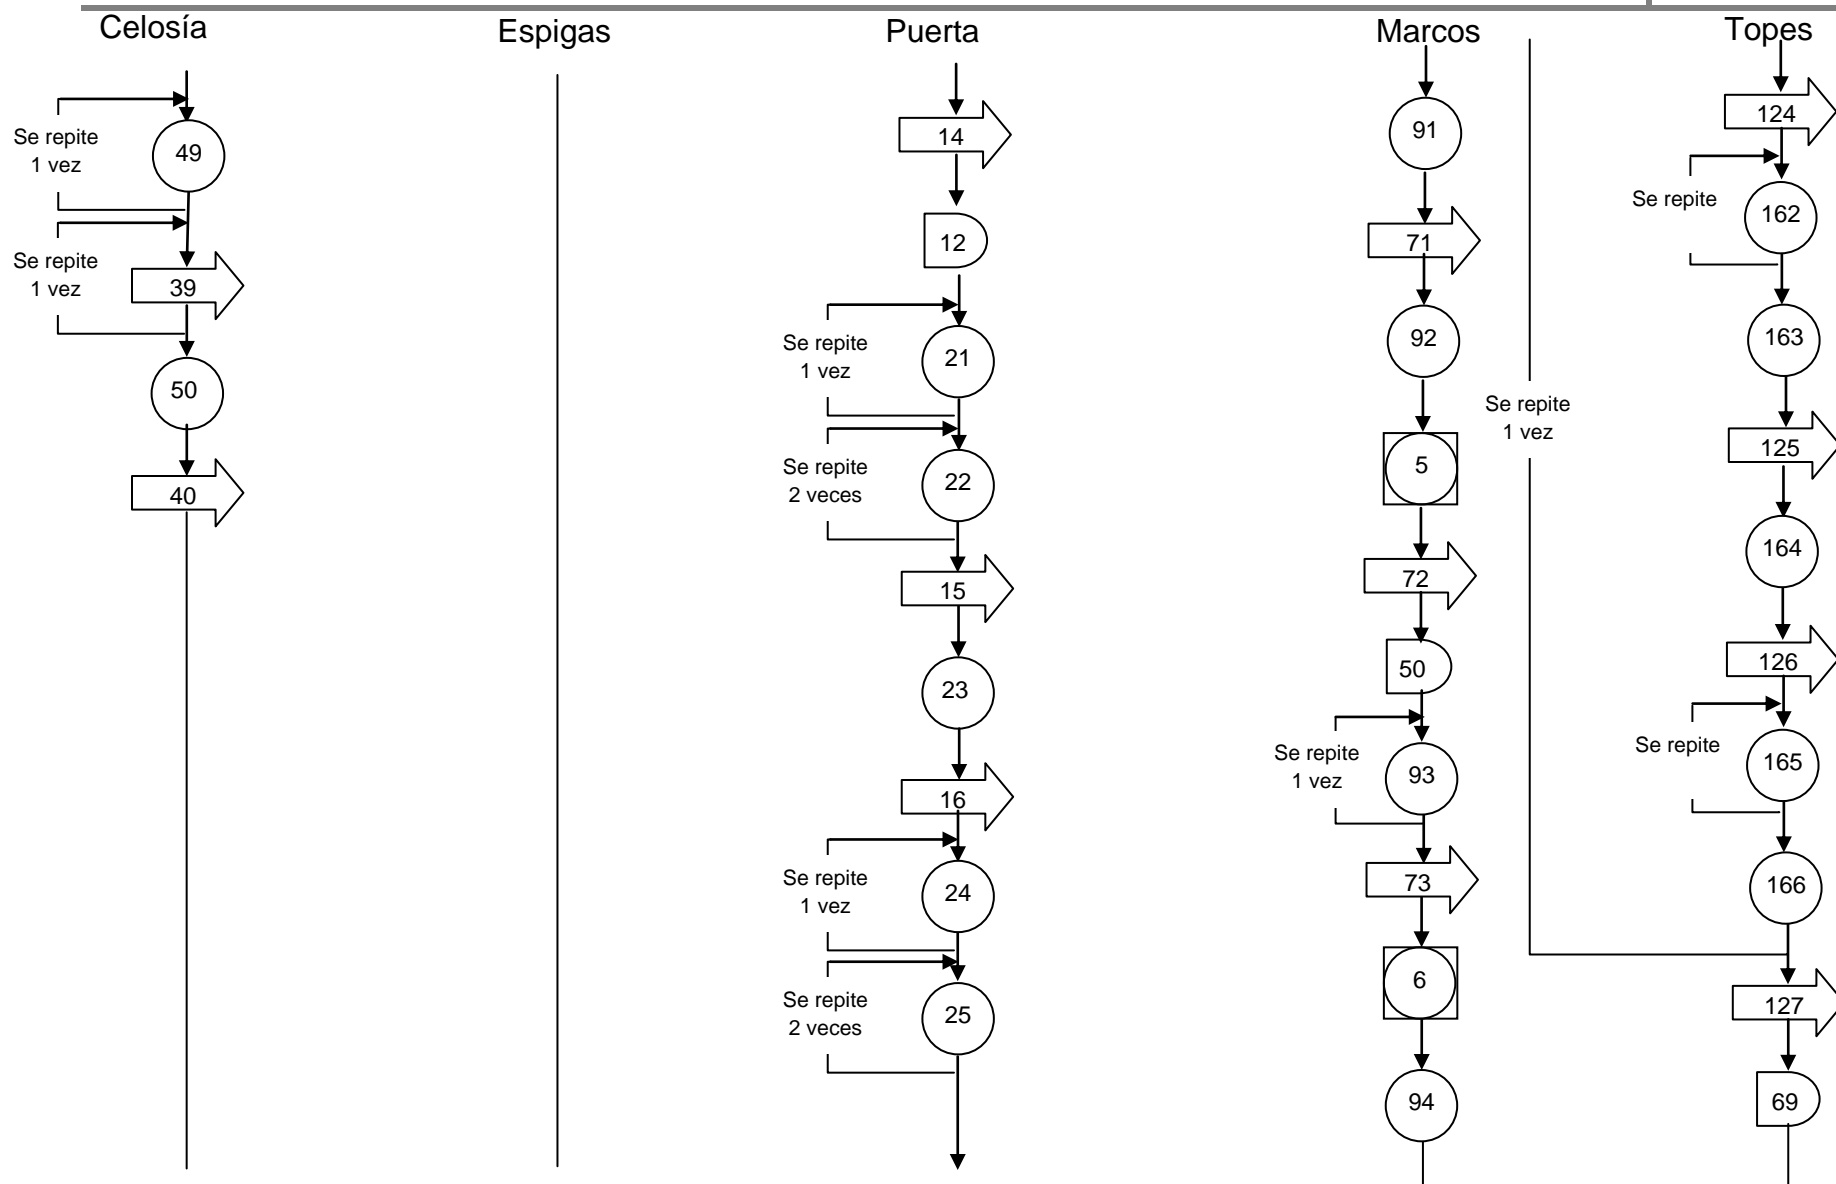 Celosía
Espigas
Puerta
Marcos
Topes
Se repite
1 vez
49
Se repite
1 vez
39
50
40
14
12
Se repite
1 vez
21
Se repite
2 veces
22
15
23
16
Se repite
1 vez
24
Se repite
2 veces
25
91
71
92
5
72
50
Se repite
1 vez
93
73
6
94
Se repite
1 vez
124
Se repite
162
163
125
164
126
Se repite
165
166
127
69